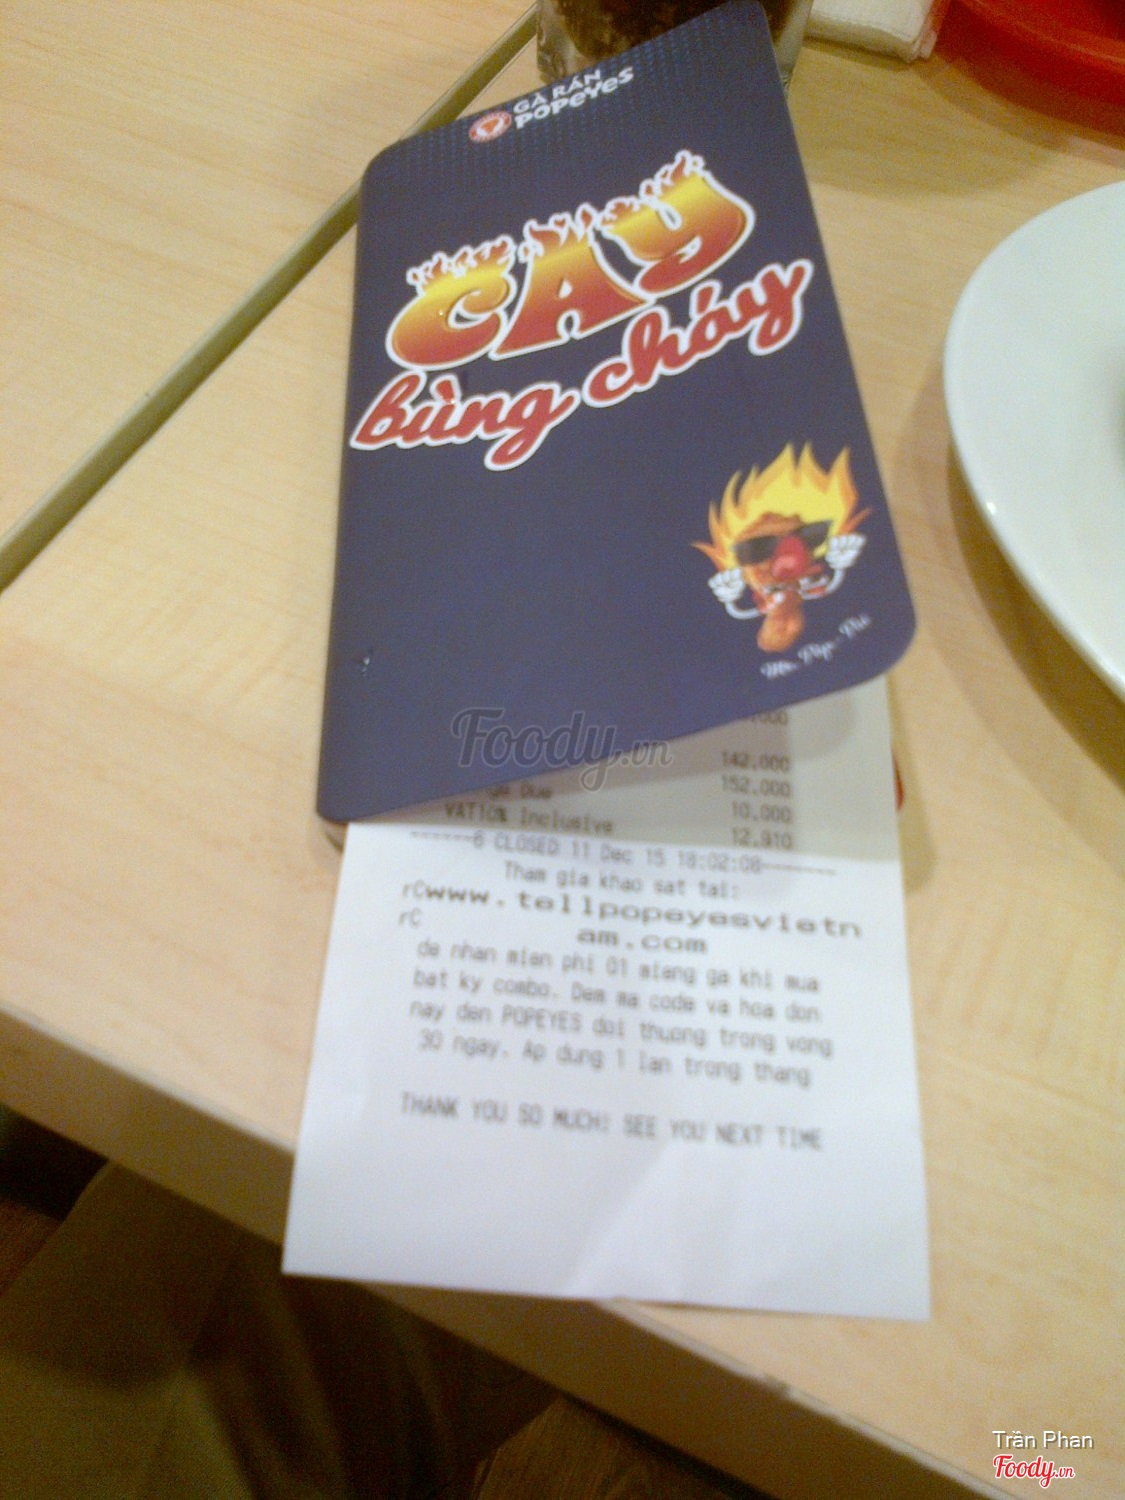 GÀ RÁN
POPEYES
CAY
bùng cháy
Foody.vn
142,000
152,000
Due
10,000
VAT10% Inclusive
12,910
-------6 CLOSED 11 Dec 15 18:02:08-------
Tham gia khao sat tai:
rCwww.tellpopeyesvietn
rC
am.com
de nhan mien phi 01 mieng ga khi mua
bat ky combo. Dem ma code va hoa don
nay den POPEYES doi thuong trong vong
30 ngay. Ap dung 1 lan trong thang
THANK YOU SO MUCH! SEE YOU NEXT TIME
Trần Phan
Foody.vn